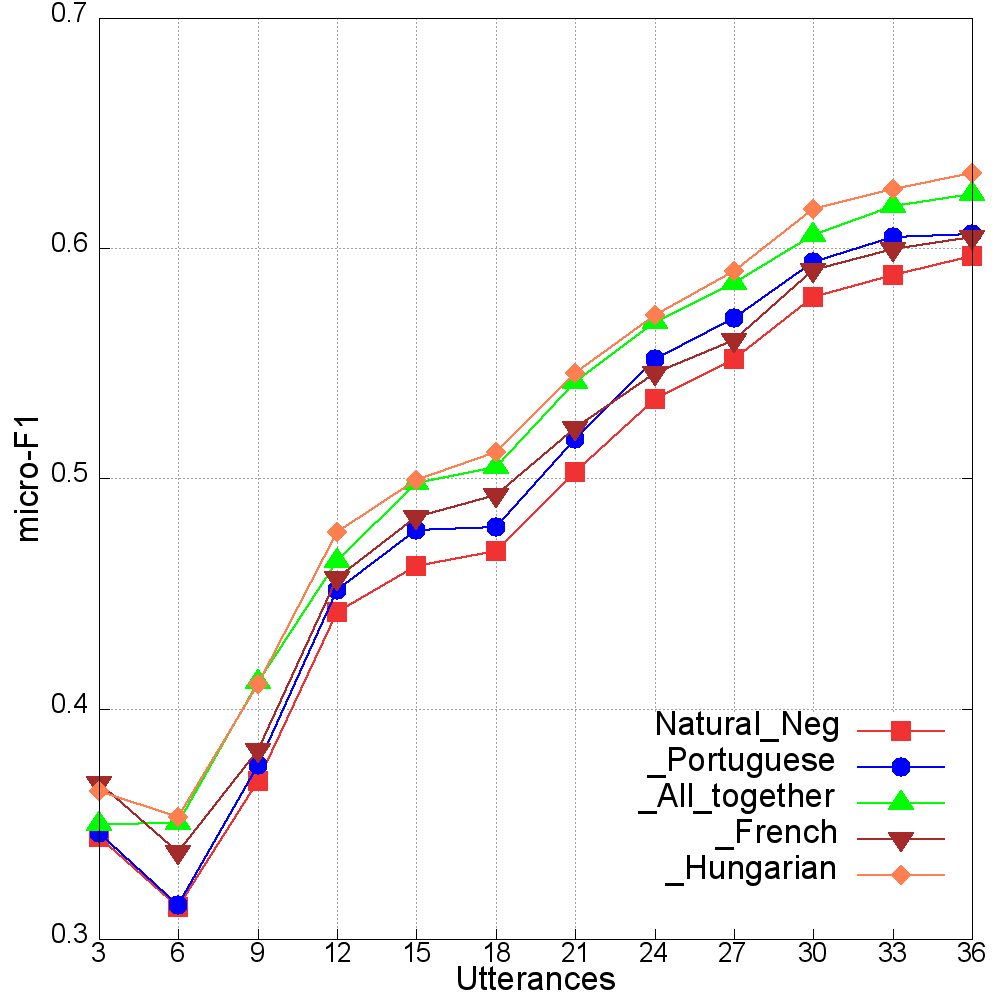 0.7
0.6
0.5
0.4
0.3
micro-F1
Natural_Neg
_Portuguese
_All_together
_French
_Hungarian
3 6 9 12 15 18 21 24 27 30 33 36
Utterances